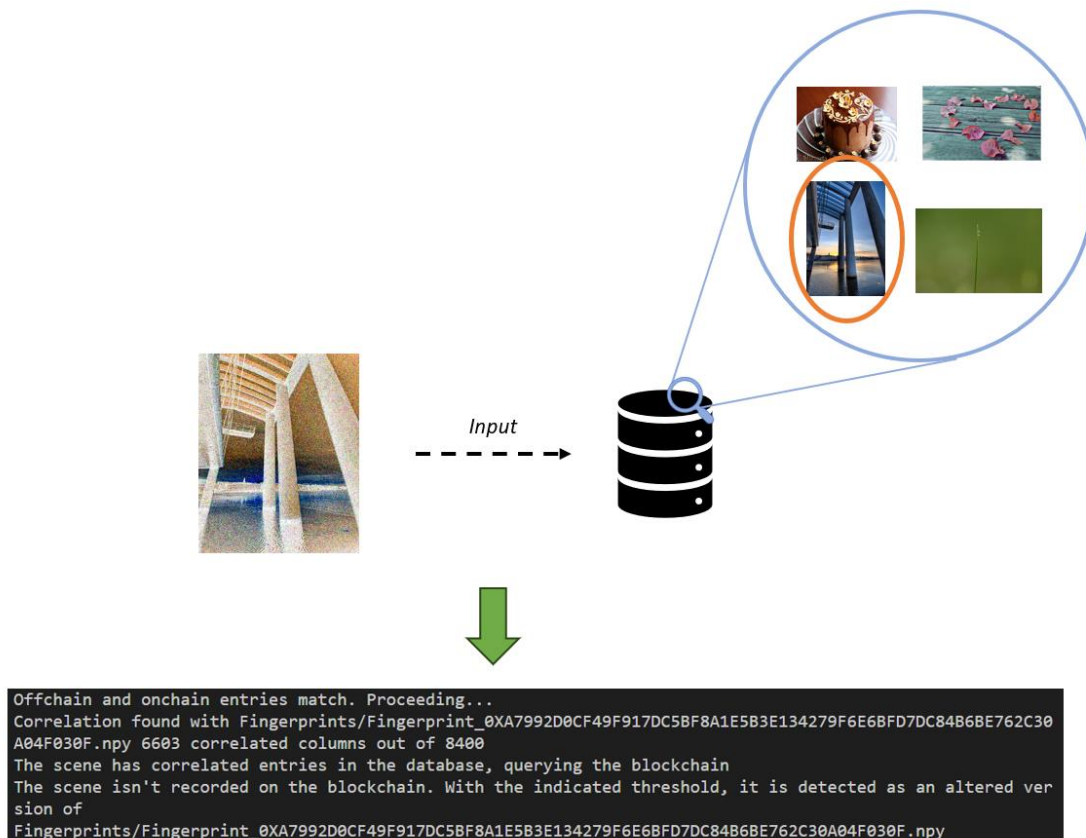 Input
Offchain and onchain entries match. Proceeding...
Correlation found with Fingerprints/Fingerprint_0XA7992D0CF49F917DC5BF8A1E5B3E134279F6E6BFD7DC84B6BE762C30
A04F030F.npy 6603 correlated columns out of 8400
The scene has correlated entries in the database, querying the blockchain
The scene isn't recorded on the blockchain. With the indicated threshold, it is detected as an altered ver
sion of
Fingerprints/Fingerprint_0XA7992D0CF49F917DC5BF8A1E5B3E134279F6E6BFD7DC84B6BE762C30A04F030F.npy